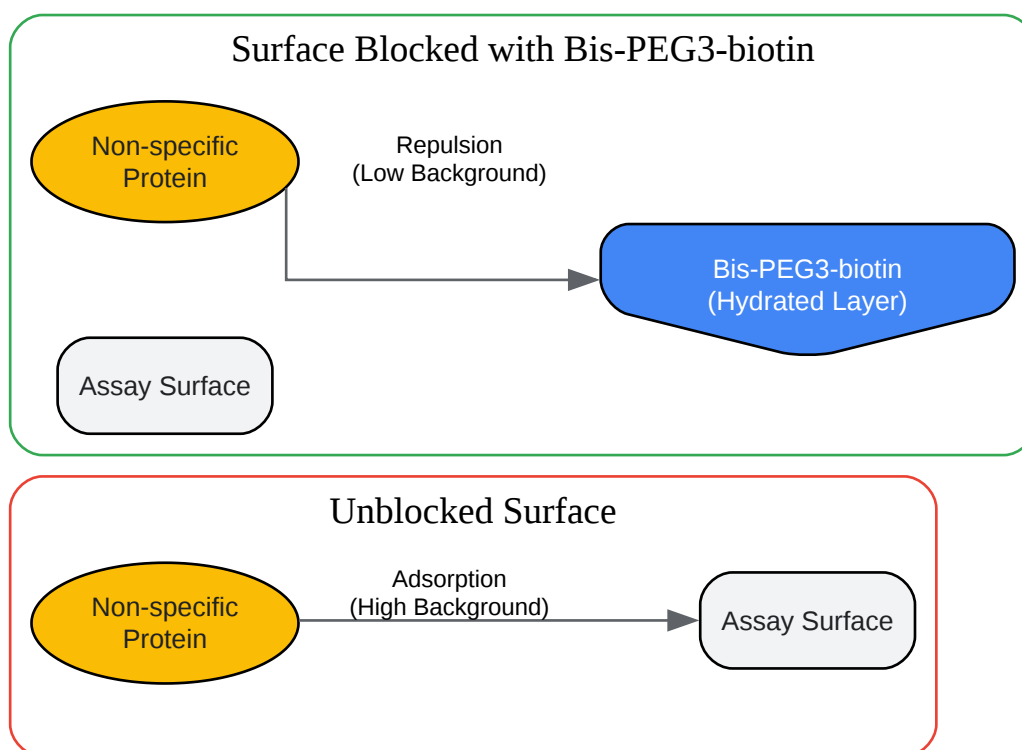 Surface Blocked with Bis-PEG3-biotin
Non-specific
Protein
Repulsion
(Low Background)
Bis-PEG3-biotin
(Hydrated Layer)
Assay Surface
Unblocked Surface
Non-specific
Protein
Adsorption
(High Background)
Assay Surface